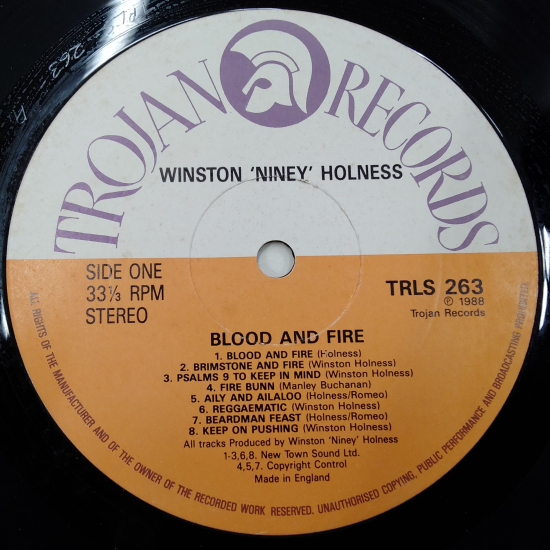 TROJAN RECORDS
WINSTON 'NINEY' HOLNESS
SIDE ONE
33⅓ RPM
STEREO
TRLS 263
℗ 1988
Trojan Records
BLOOD AND FIRE
1. BLOOD AND FIRE (Holness)
2. BRIMSTONE AND FIRE (Winston Holness)
3. PSALMS 9 TO KEEP IN MIND (Winston Holness)
4. FIRE BUNN (Manley Buchanan)
5. AILY AND AILALOO (Holness/Romeo)
6. REGGAEMATIC (Winston Holness)
7. BEARDMAN FEAST (Holness/Romeo)
8. KEEP ON PUSHING (Winston Holness)
All tracks Produced by Winston 'Niney' Holness
1-3,6,8. New Town Sound Ltd.
4,5,7. Copyright Control
Made in England
ALL RIGHTS OF THE MANUFACTURER AND OF THE OWNER OF THE RECORDED WORK RESERVED. UNAUTHORISED COPYING, PUBLIC PERFORMANCE AND BROADCASTING PROHIBITED